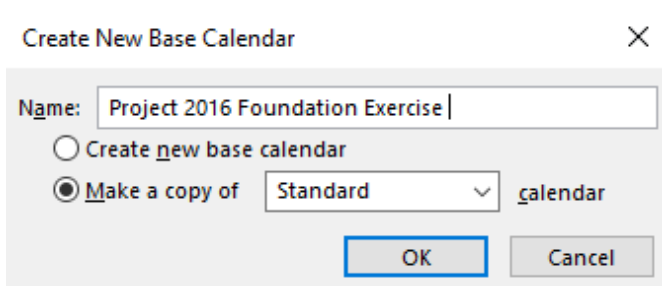 Create New Base Calendar
Name: Project 2016 Foundation Exercise
Create new base calendar
Make a copy of Standard calendar
OK Cancel